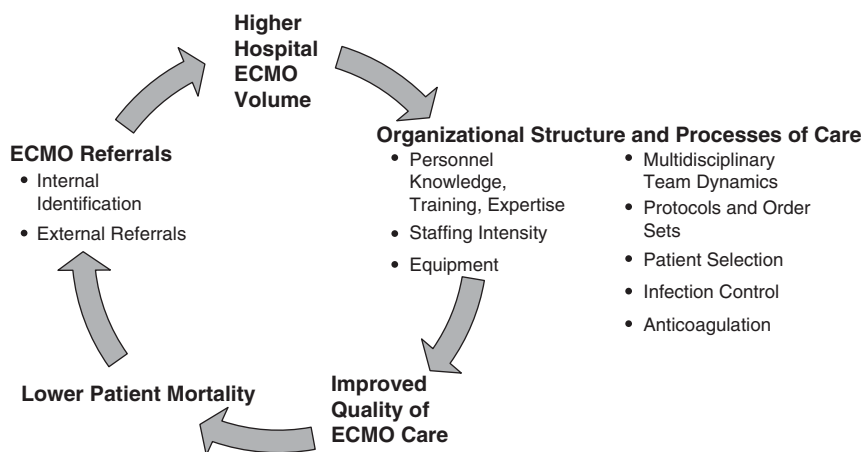 Higher
Hospital
ECMO
Volume
Organizational Structure and Processes of Care
• Personnel
Knowledge,
Training, Expertise
• Staffing Intensity
• Equipment
• Multidisciplinary
Team Dynamics
• Protocols and Order
Sets
• Patient Selection
• Infection Control
• Anticoagulation
Improved
Quality of
ECMO Care
Lower Patient Mortality
ECMO Referrals
• Internal
Identification
• External Referrals